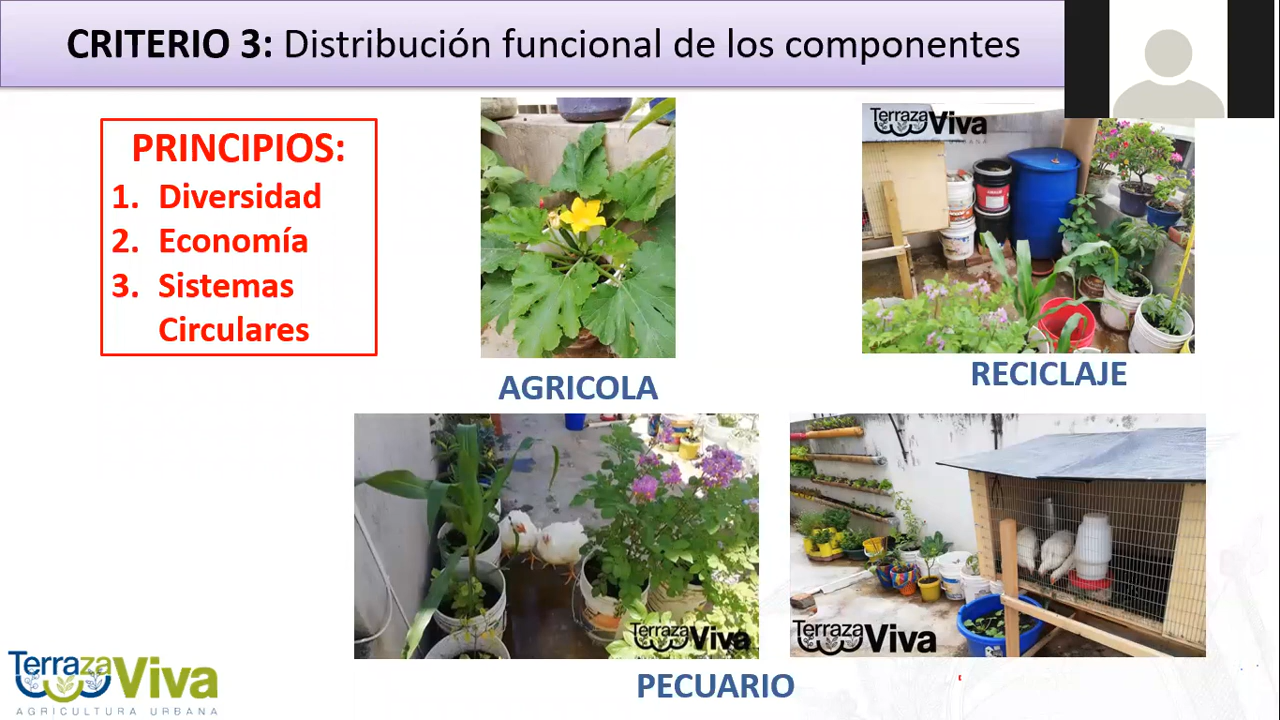 CRITERIO 3: Distribución funcional de los componentes
PRINCIPIOS:
1. Diversidad
2. Economía
3. Sistemas
Circulares
TerrazaViva
AGRICOLA
RECICLAJE
TerrazaViva
TerrazaViva
PECUARIO
TerrazaViva
AGRICULTURA URBANA